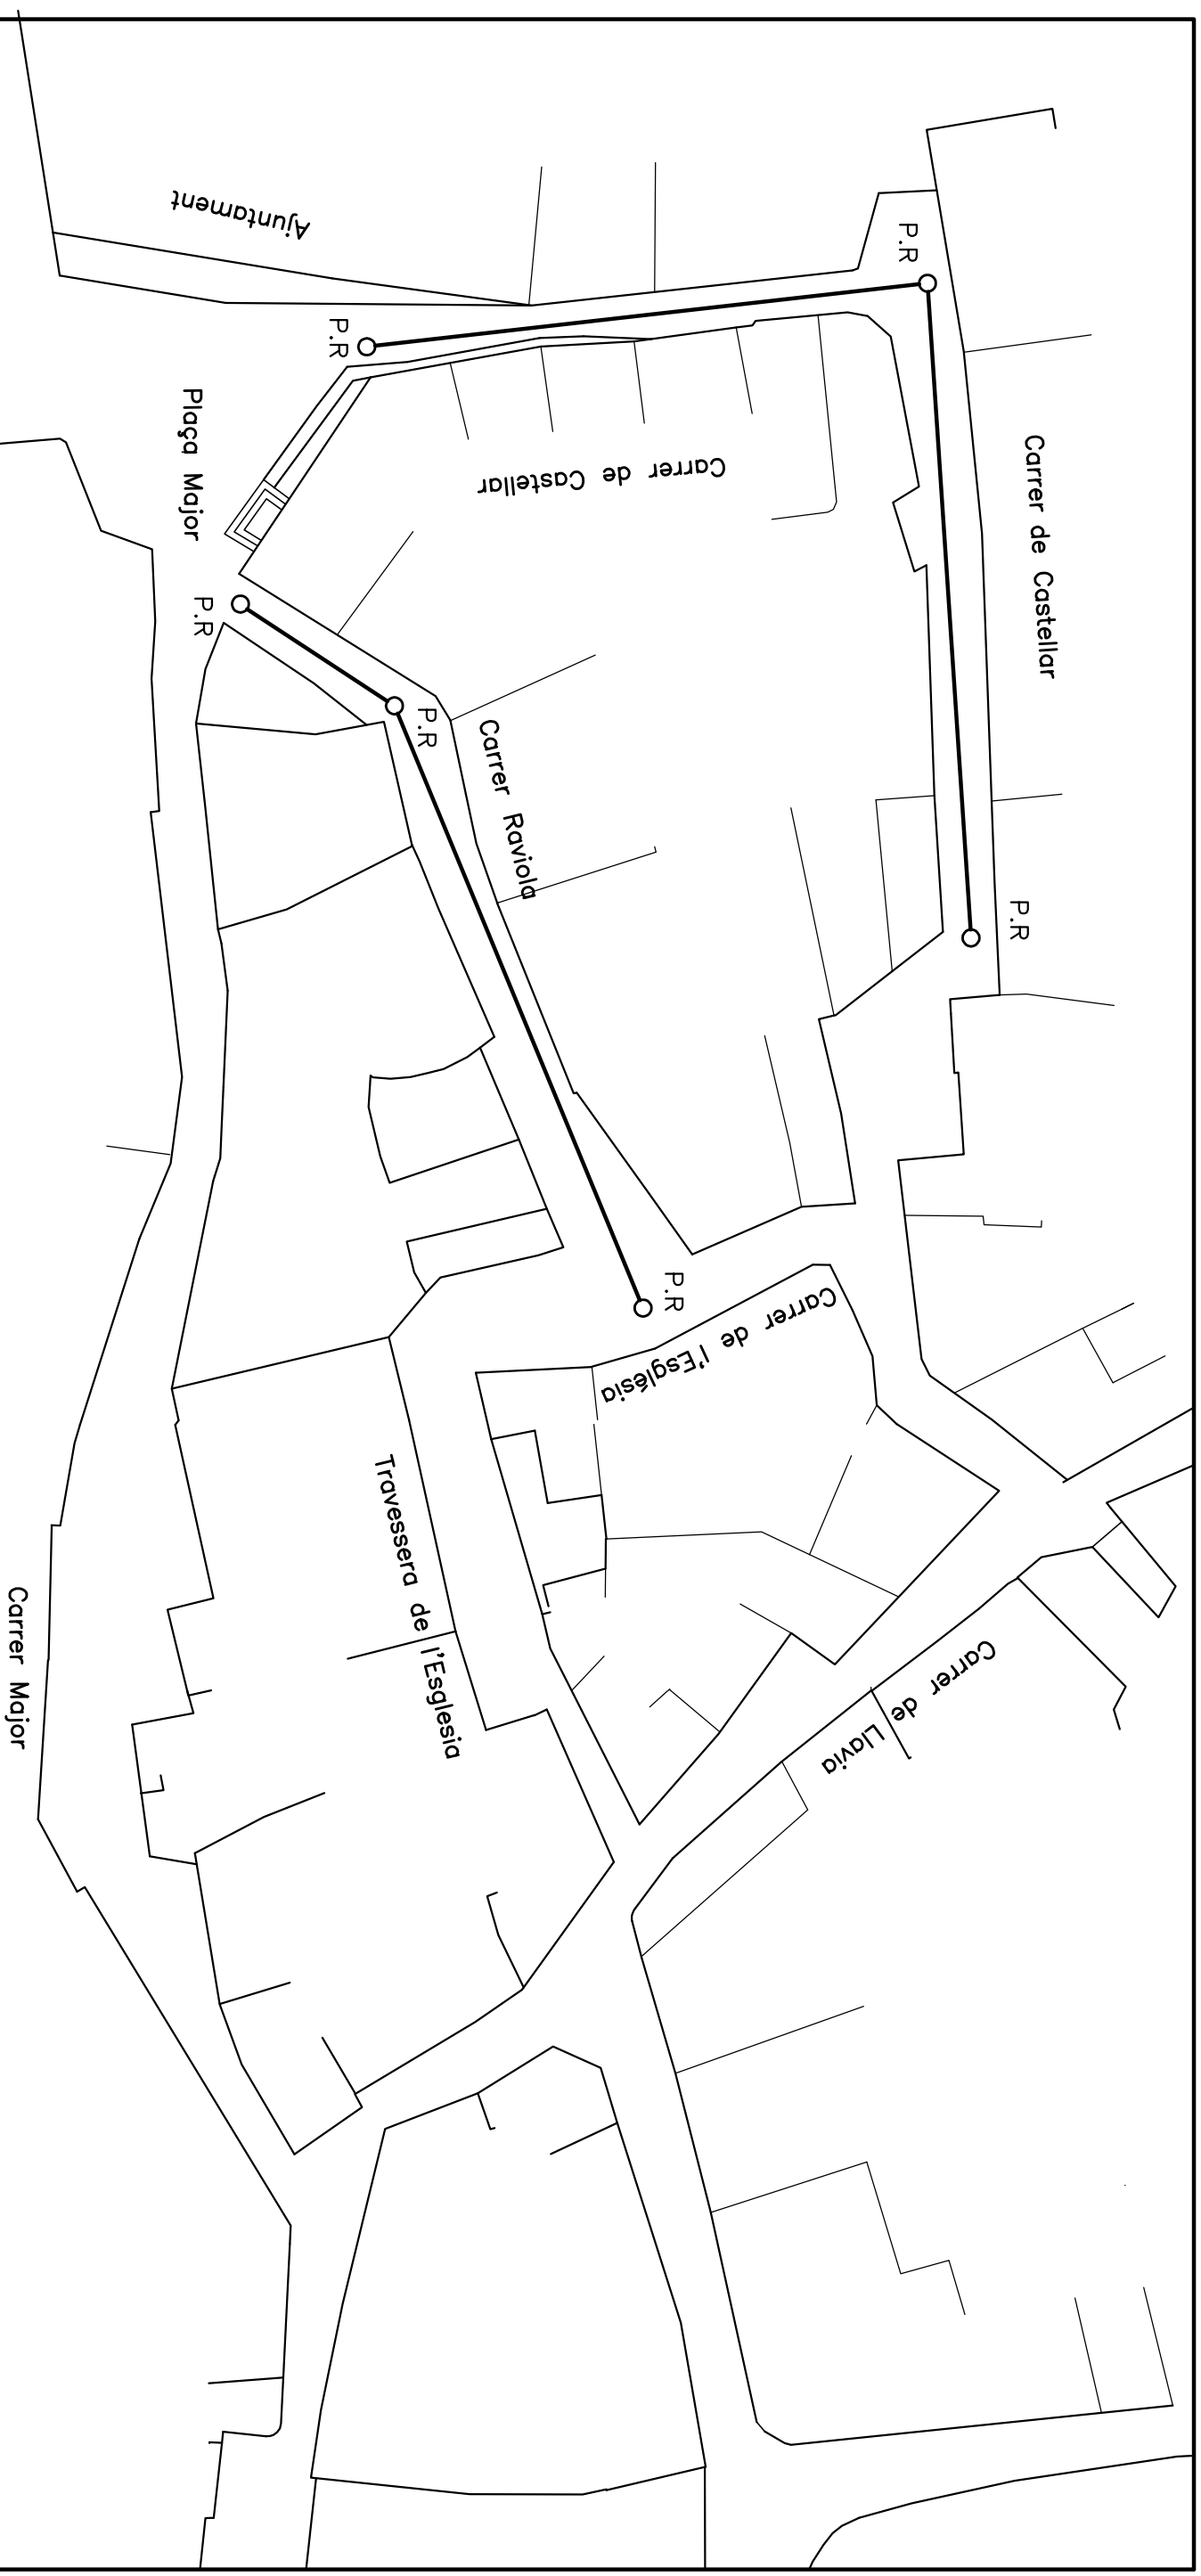 Ajuntament
P.R
P.R
Plaça Major
Carrer de Castellar
Carrer de Castellar
P.R
P.R
Carrer Raviola
P.R
P.R
Carrer de l'Església
Travessera de l'Esglesia
Carrer Major
Carrer de Llavia